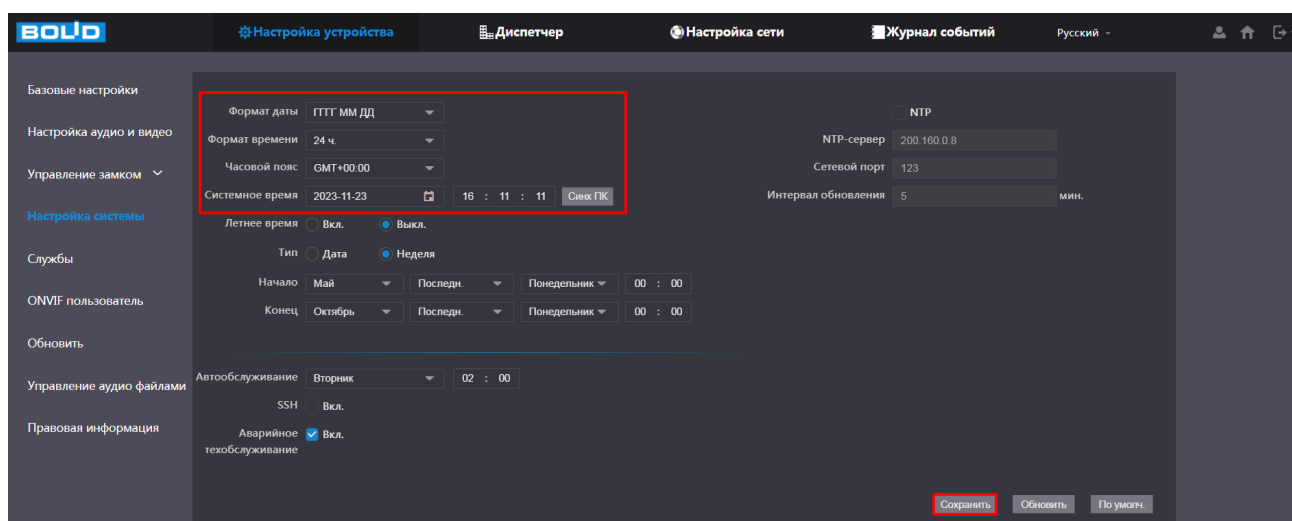 BOLID Настройка устройства Диспетчер Настройка сети Журнал событий Русский
Базовые настройки
Настройка аудио и видео
Управление замком
Настройка системы
Службы
ONVIF пользователь
Обновить
Управление аудио файлами
Правовая информация
Формат даты ГГГГ ММ ДД
Формат времени 24 ч.
Часовой пояс GMT+00:00
Системное время 2023-11-23 16 : 11 : 11 Синх ПК
Летнее время Вкл. Выкл.
Тип Дата Неделя
Начало Май Последн. Понедельник 00 : 00
Конец Октябрь Последн. Понедельник 00 : 00
NTP
NTP-сервер 200.160.0.8
Сетевой порт 123
Интервал обновления 5 мин.
Автообслуживание Вторник 02 : 00
SSH Вкл.
Аварийное Вкл.
техобслуживание
Сохранить Обновить По умолч.